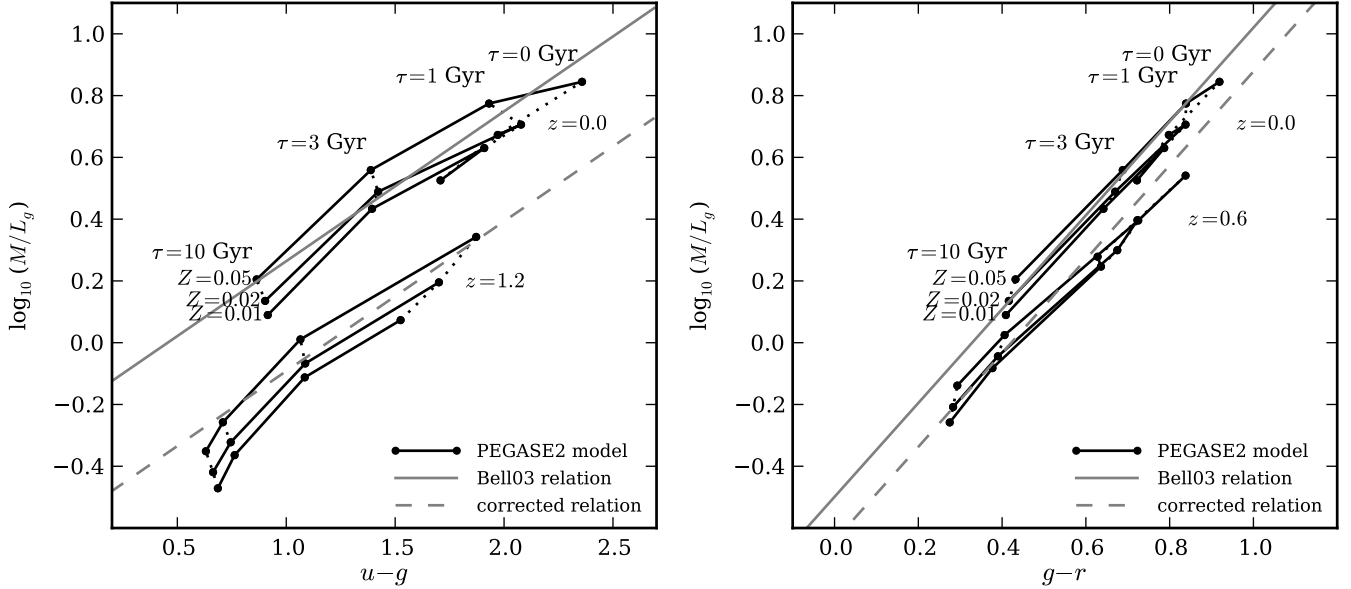 1.0
0.8
0.6
0.4
0.2
0.0
−0.2
−0.4
log₁₀ (M/L_g)
τ=0 Gyr
τ=1 Gyr
τ=3 Gyr
z=0.0
τ=10 Gyr
Z=0.05
Z=0.02
Z=0.01
z=1.2
PEGASE2 model
Bell03 relation
corrected relation
0.5 1.0 1.5 2.0 2.5
u−g
1.0
0.8
0.6
0.4
0.2
0.0
−0.2
−0.4
log₁₀ (M/L_g)
τ=0 Gyr
τ=1 Gyr
τ=3 Gyr
z=0.0
z=0.6
τ=10 Gyr
Z=0.05
Z=0.02
Z=0.01
PEGASE2 model
Bell03 relation
corrected relation
0.0 0.2 0.4 0.6 0.8 1.0
g−r